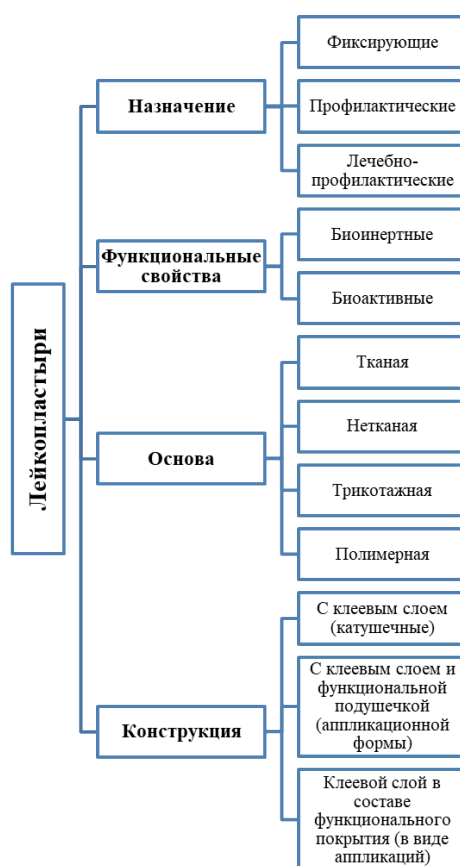 Лейкопластыри
Назначение
Фиксирующие
Профилактические
Лечебно-
профилактические
Функциональные
свойства
Биоинертные
Биоактивные
Основа
Тканая
Нетканая
Трикотажная
Полимерная
Конструкция
С клеевым слоем
(катушечные)
С клеевым слоем и
функциональной
подушечкой
(аппликационной
формы)
Клеевой слой в
составе
функционального
покрытия (в виде
аппликаций)